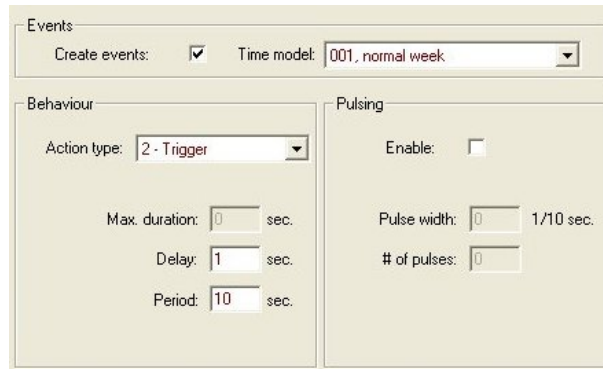 Events
Create events: Time model: 001, normal week
Behaviour
Action type: 2 - Trigger
Max. duration: 0 sec.
Delay: 1 sec.
Period: 10 sec.
Pulsing
Enable:
Pulse width: 0 1/10 sec.
# of pulses: 0